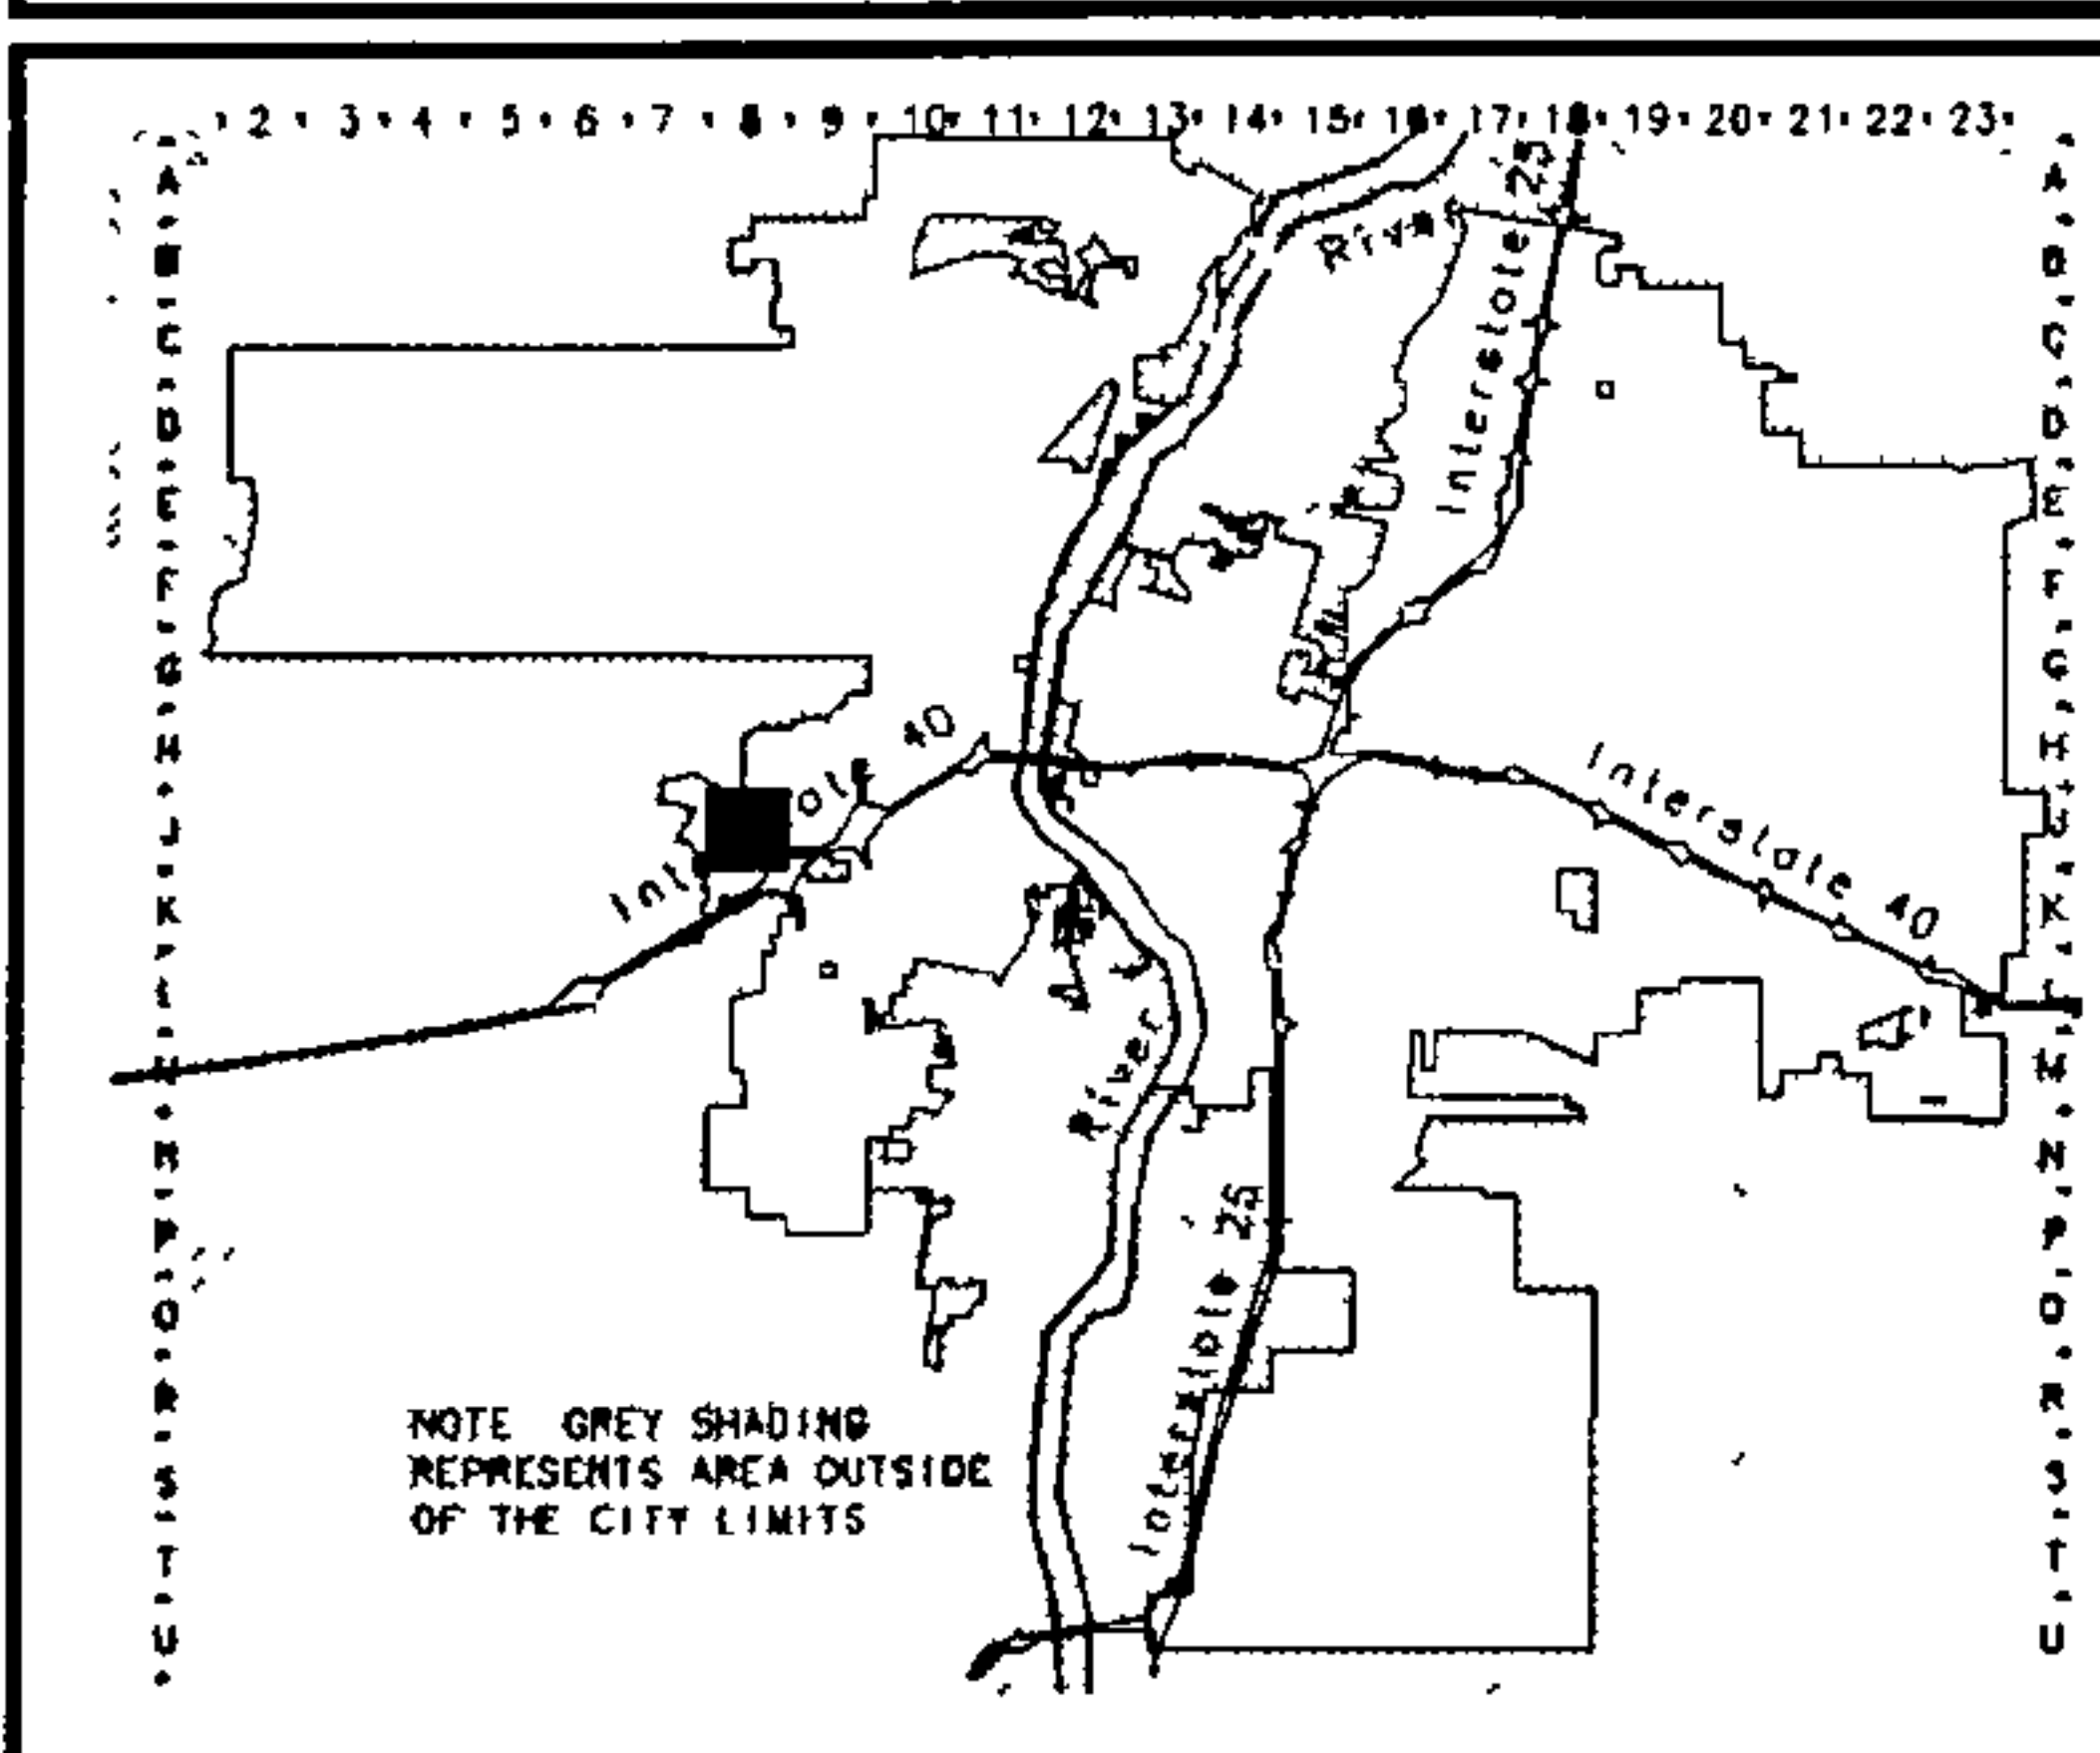 2 3 4 5 6 7 8 9 10 11 12 13 14 15 16 17 18 19 20 21 22 23
A A
B B
C C
D D
E E
F F
G G
H H
J J
K K
L L
M M
N N
P P
Q Q
R R
S S
T T
U U
River
Interstate 25
40
Interstate 40
River
Interstate 25
NOTE GREY SHADING
REPRESENTS AREA OUTSIDE
OF THE CITY LIMITS